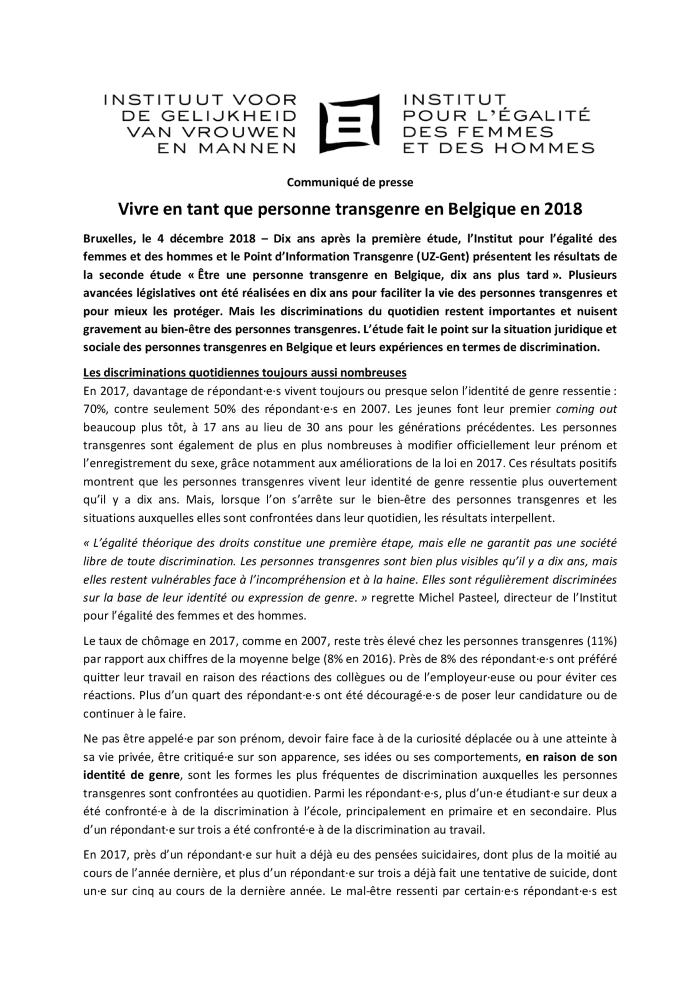 INSTITUUT VOOR
DE GELIJKHEID
VAN VROUWEN
EN MANNEN
INSTITUT
POUR L'ÉGALITÉ
DES FEMMES
ET DES HOMMES
Communiqué de presse
Vivre en tant que personne transgenre en Belgique en 2018
Bruxelles, le 4 décembre 2018 – Dix ans après la première étude, l'Institut pour l'égalité des
femmes et des hommes et le Point d'Information Transgenre (UZ-Gent) présentent les résultats de
la seconde étude « Être une personne transgenre en Belgique, dix ans plus tard ». Plusieurs
avancées législatives ont été réalisées en dix ans pour faciliter la vie des personnes transgenres et
pour mieux les protéger. Mais les discriminations du quotidien restent importantes et nuisent
gravement au bien-être des personnes transgenres. L'étude fait le point sur la situation juridique et
sociale des personnes transgenres en Belgique et leurs expériences en termes de discrimination.
Les discriminations quotidiennes toujours aussi nombreuses
En 2017, davantage de répondant·e·s vivent toujours ou presque selon l'identité de genre ressentie :
70%, contre seulement 50% des répondant·e·s en 2007. Les jeunes font leur premier coming out
beaucoup plus tôt, à 17 ans au lieu de 30 ans pour les générations précédentes. Les personnes
transgenres sont également de plus en plus nombreuses à modifier officiellement leur prénom et
l'enregistrement du sexe, grâce notamment aux améliorations de la loi en 2017. Ces résultats positifs
montrent que les personnes transgenres vivent leur identité de genre ressentie plus ouvertement
qu'il y a dix ans. Mais, lorsque l'on s'arrête sur le bien-être des personnes transgenres et les
situations auxquelles elles sont confrontées dans leur quotidien, les résultats interpellent.
« L'égalité théorique des droits constitue une première étape, mais elle ne garantit pas une société
libre de toute discrimination. Les personnes transgenres sont bien plus visibles qu'il y a dix ans, mais
elles restent vulnérables face à l'incompréhension et à la haine. Elles sont régulièrement discriminées
sur la base de leur identité ou expression de genre. » regrette Michel Pasteel, directeur de l'Institut
pour l'égalité des femmes et des hommes.
Le taux de chômage en 2017, comme en 2007, reste très élevé chez les personnes transgenres (11%)
par rapport aux chiffres de la moyenne belge (8% en 2016). Près de 8% des répondant·e·s ont préféré
quitter leur travail en raison des réactions des collègues ou de l'employeur·euse ou pour éviter ces
réactions. Plus d'un quart des répondant·e·s ont été découragé·e·s de poser leur candidature ou de
continuer à le faire.
Ne pas être appelé·e par son prénom, devoir faire face à de la curiosité déplacée ou à une atteinte à
sa vie privée, être critiqué·e sur son apparence, ses idées ou ses comportements, en raison de son
identité de genre, sont les formes les plus fréquentes de discrimination auxquelles les personnes
transgenres sont confrontées au quotidien. Parmi les répondant·e·s, plus d'un·e étudiant·e sur deux a
été confronté·e à de la discrimination à l'école, principalement en primaire et en secondaire. Plus
d'un répondant·e sur trois a été confronté·e à de la discrimination au travail.
En 2017, près d'un répondant·e sur huit a déjà eu des pensées suicidaires, dont plus de la moitié au
cours de l'année dernière, et plus d'un répondant·e sur trois a déjà fait une tentative de suicide, dont
un·e sur cinq au cours de la dernière année. Le mal-être ressenti par certain·e·s répondant·e·s est